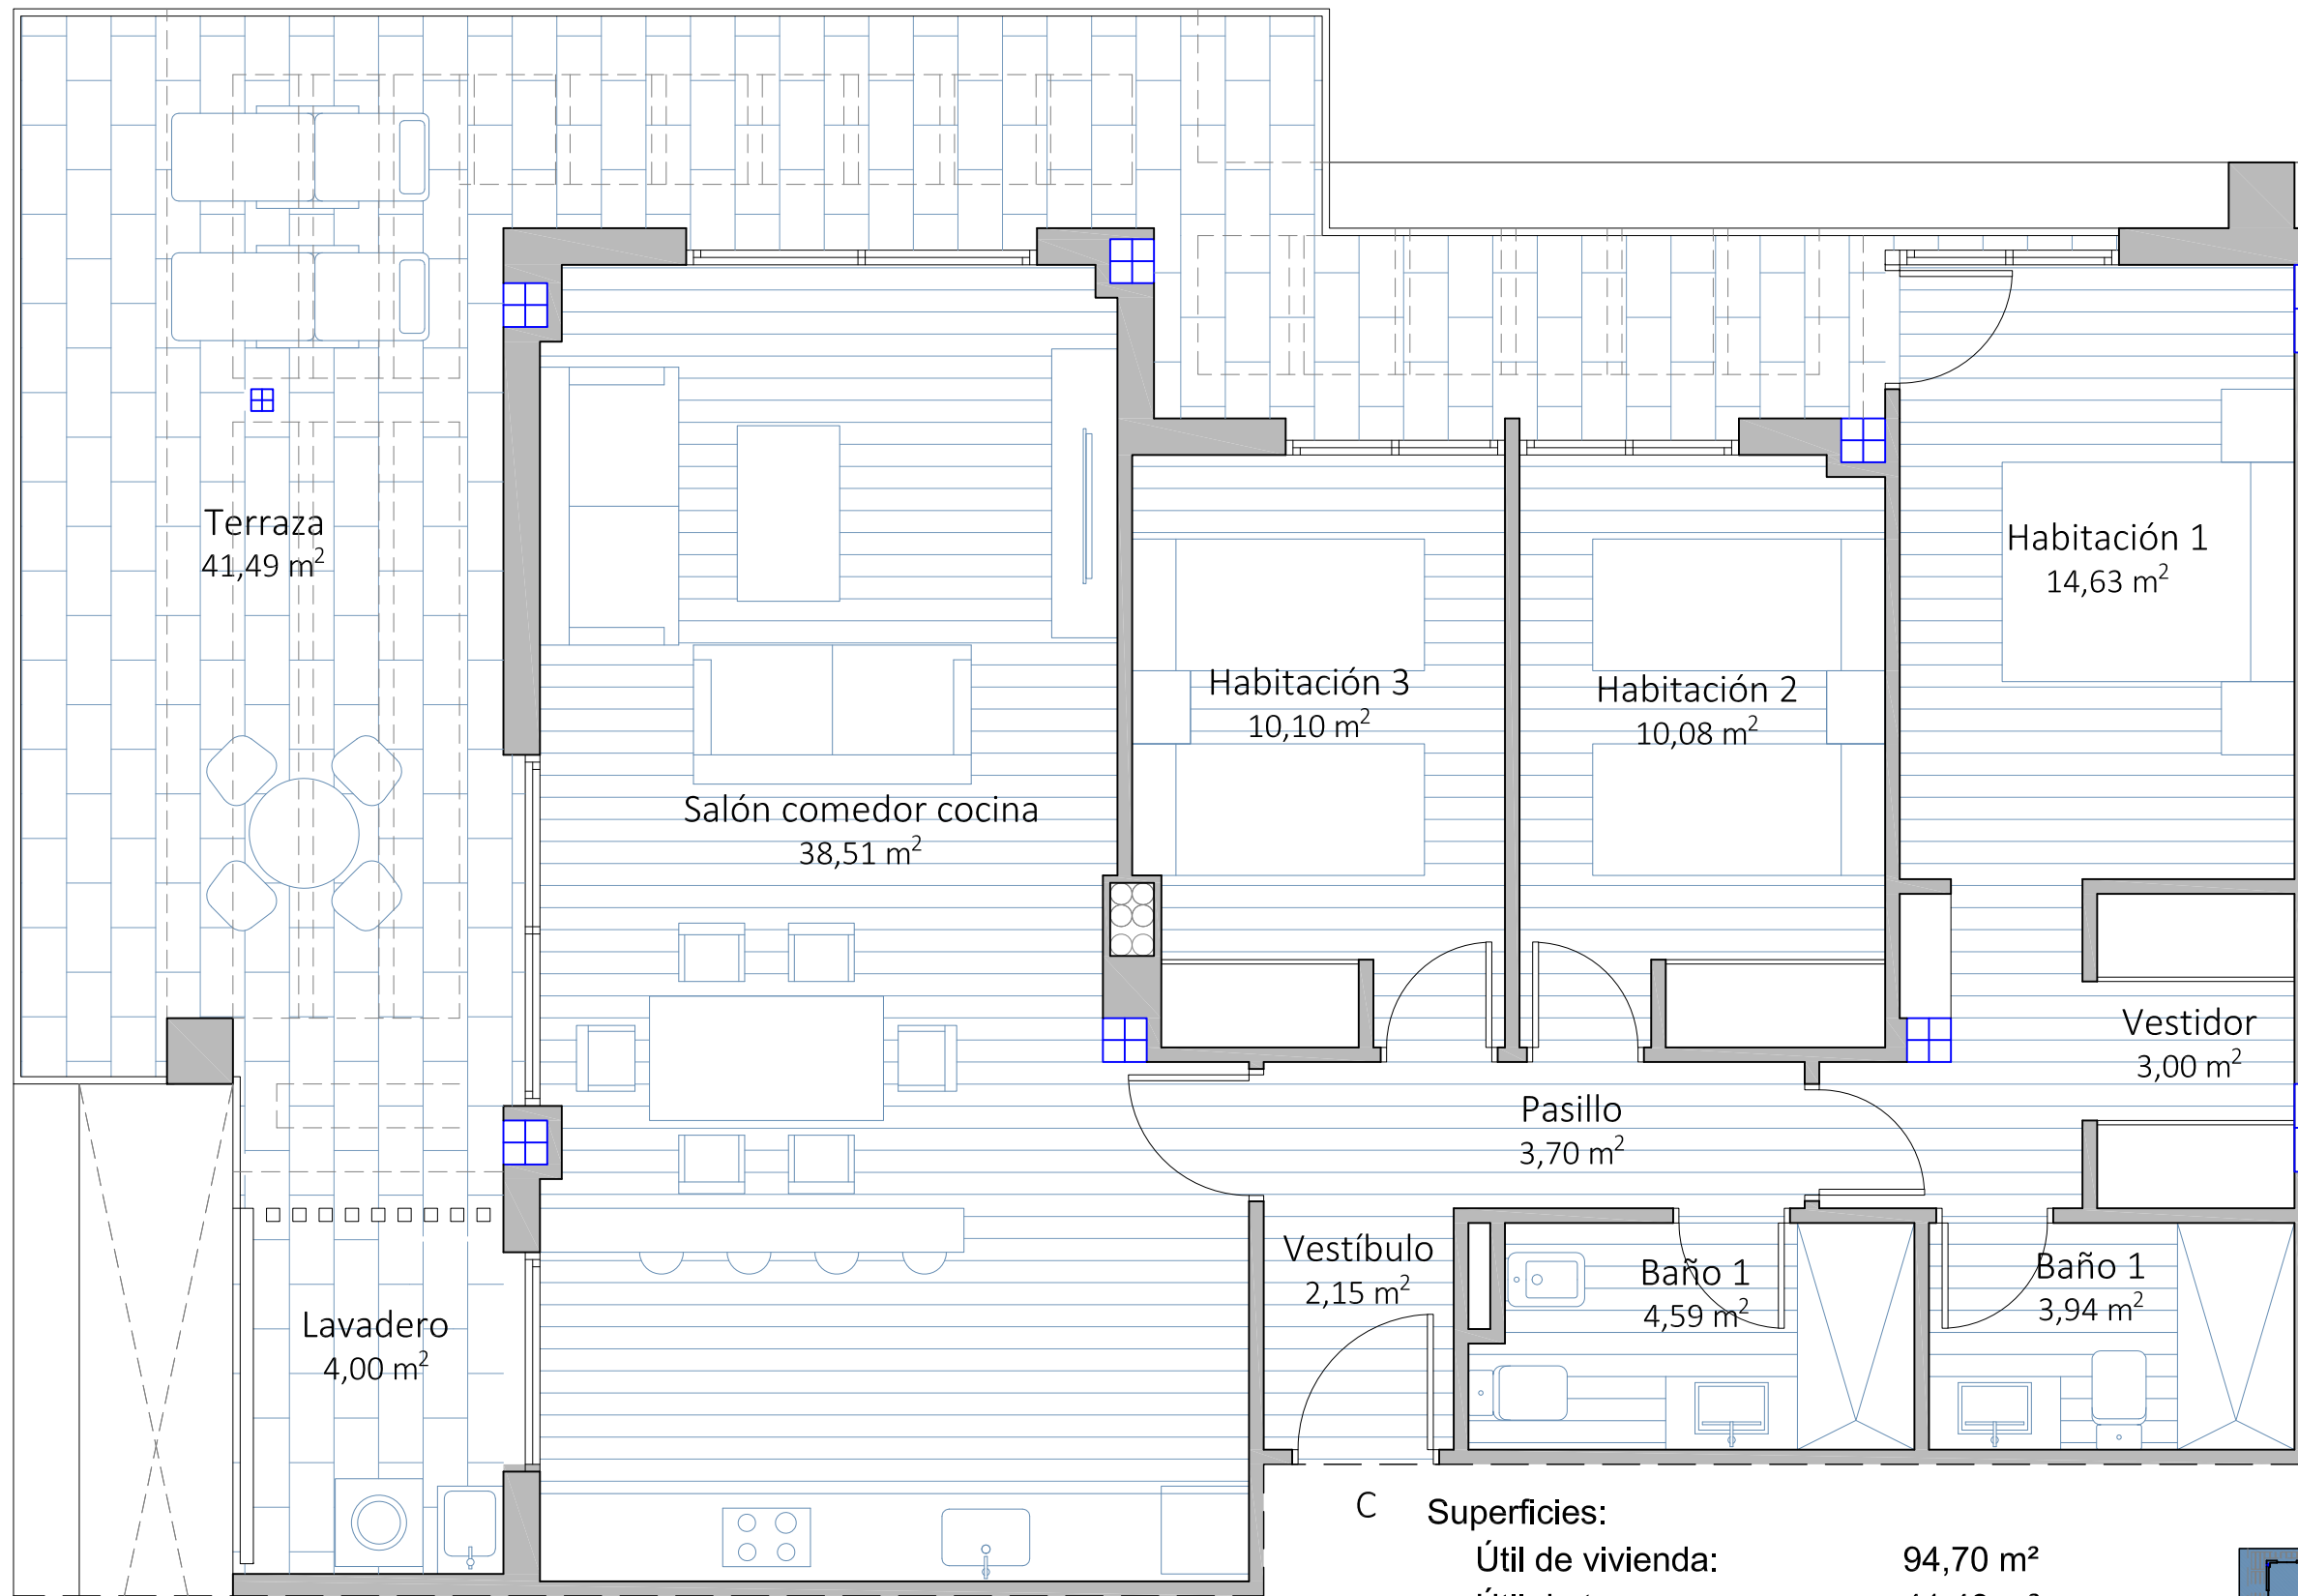 Terraza
41,49 m²
Habitación 1
14,63 m²
Habitación 3
10,10 m²
Habitación 2
10,08 m²
Salón comedor cocina
38,51 m²
Vestidor
3,00 m²
Pasillo
3,70 m²
Vestíbulo
2,15 m²
Baño 1
4,59 m²
Baño 1
3,94 m²
Lavadero
4,00 m²
C
Superficies:
Útil de vivienda: 94,70 m²